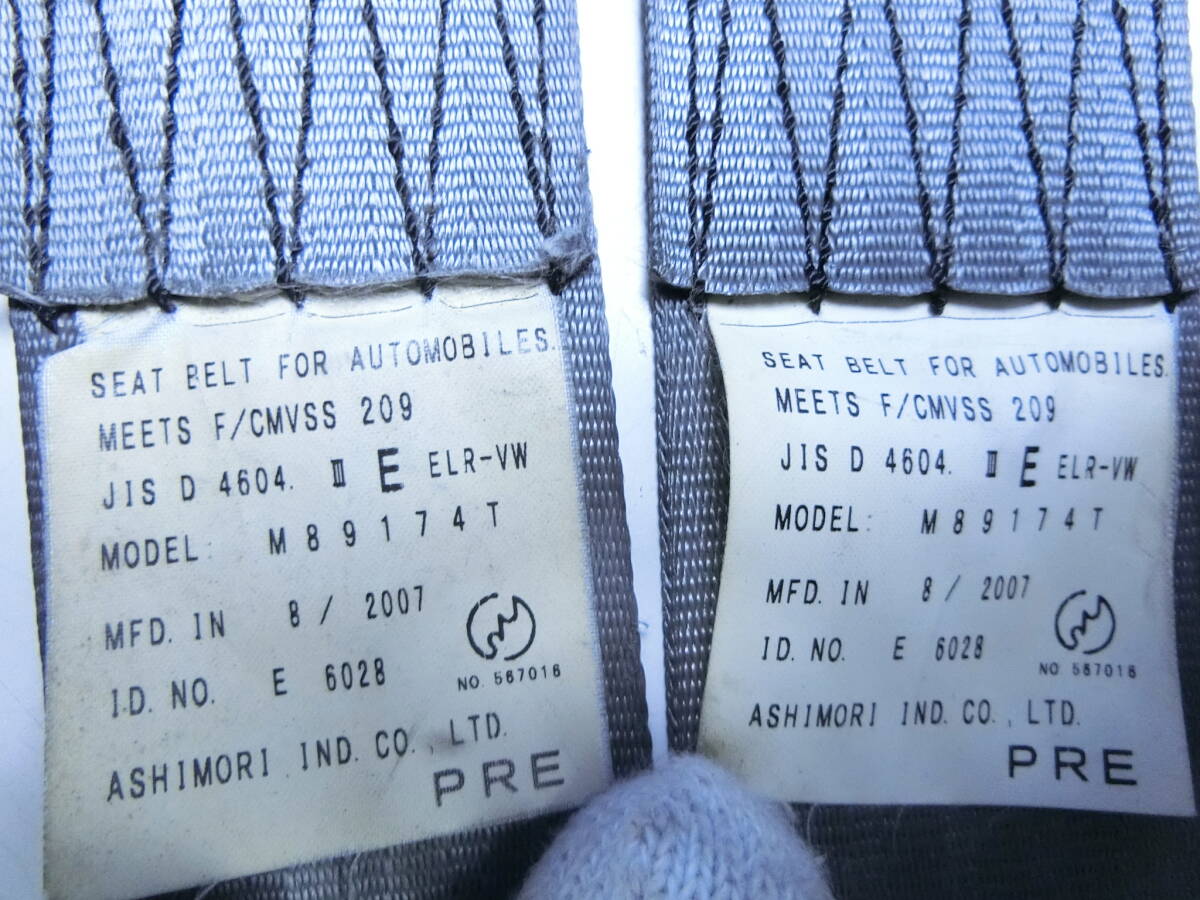 SEAT BELT FOR AUTOMOBILES.
MEETS F/CMVSS 209
JIS D 4604. Ⅲ E ELR-VW
MODEL: M89174T
MFD. IN 8 / 2007
I.D. NO. E 6028
NO. 567016
ASHIMORI IND. CO., LTD.
PRE
SEAT BELT FOR AUTOMOBILES.
MEETS F/CMVSS 209
JIS D 4604. Ⅲ E ELR-VW
MODEL: M89174T
MFD. IN 8 / 2007
I.D. NO. E 6028
NO. 567016
ASHIMORI IND. CO., LTD.
PRE